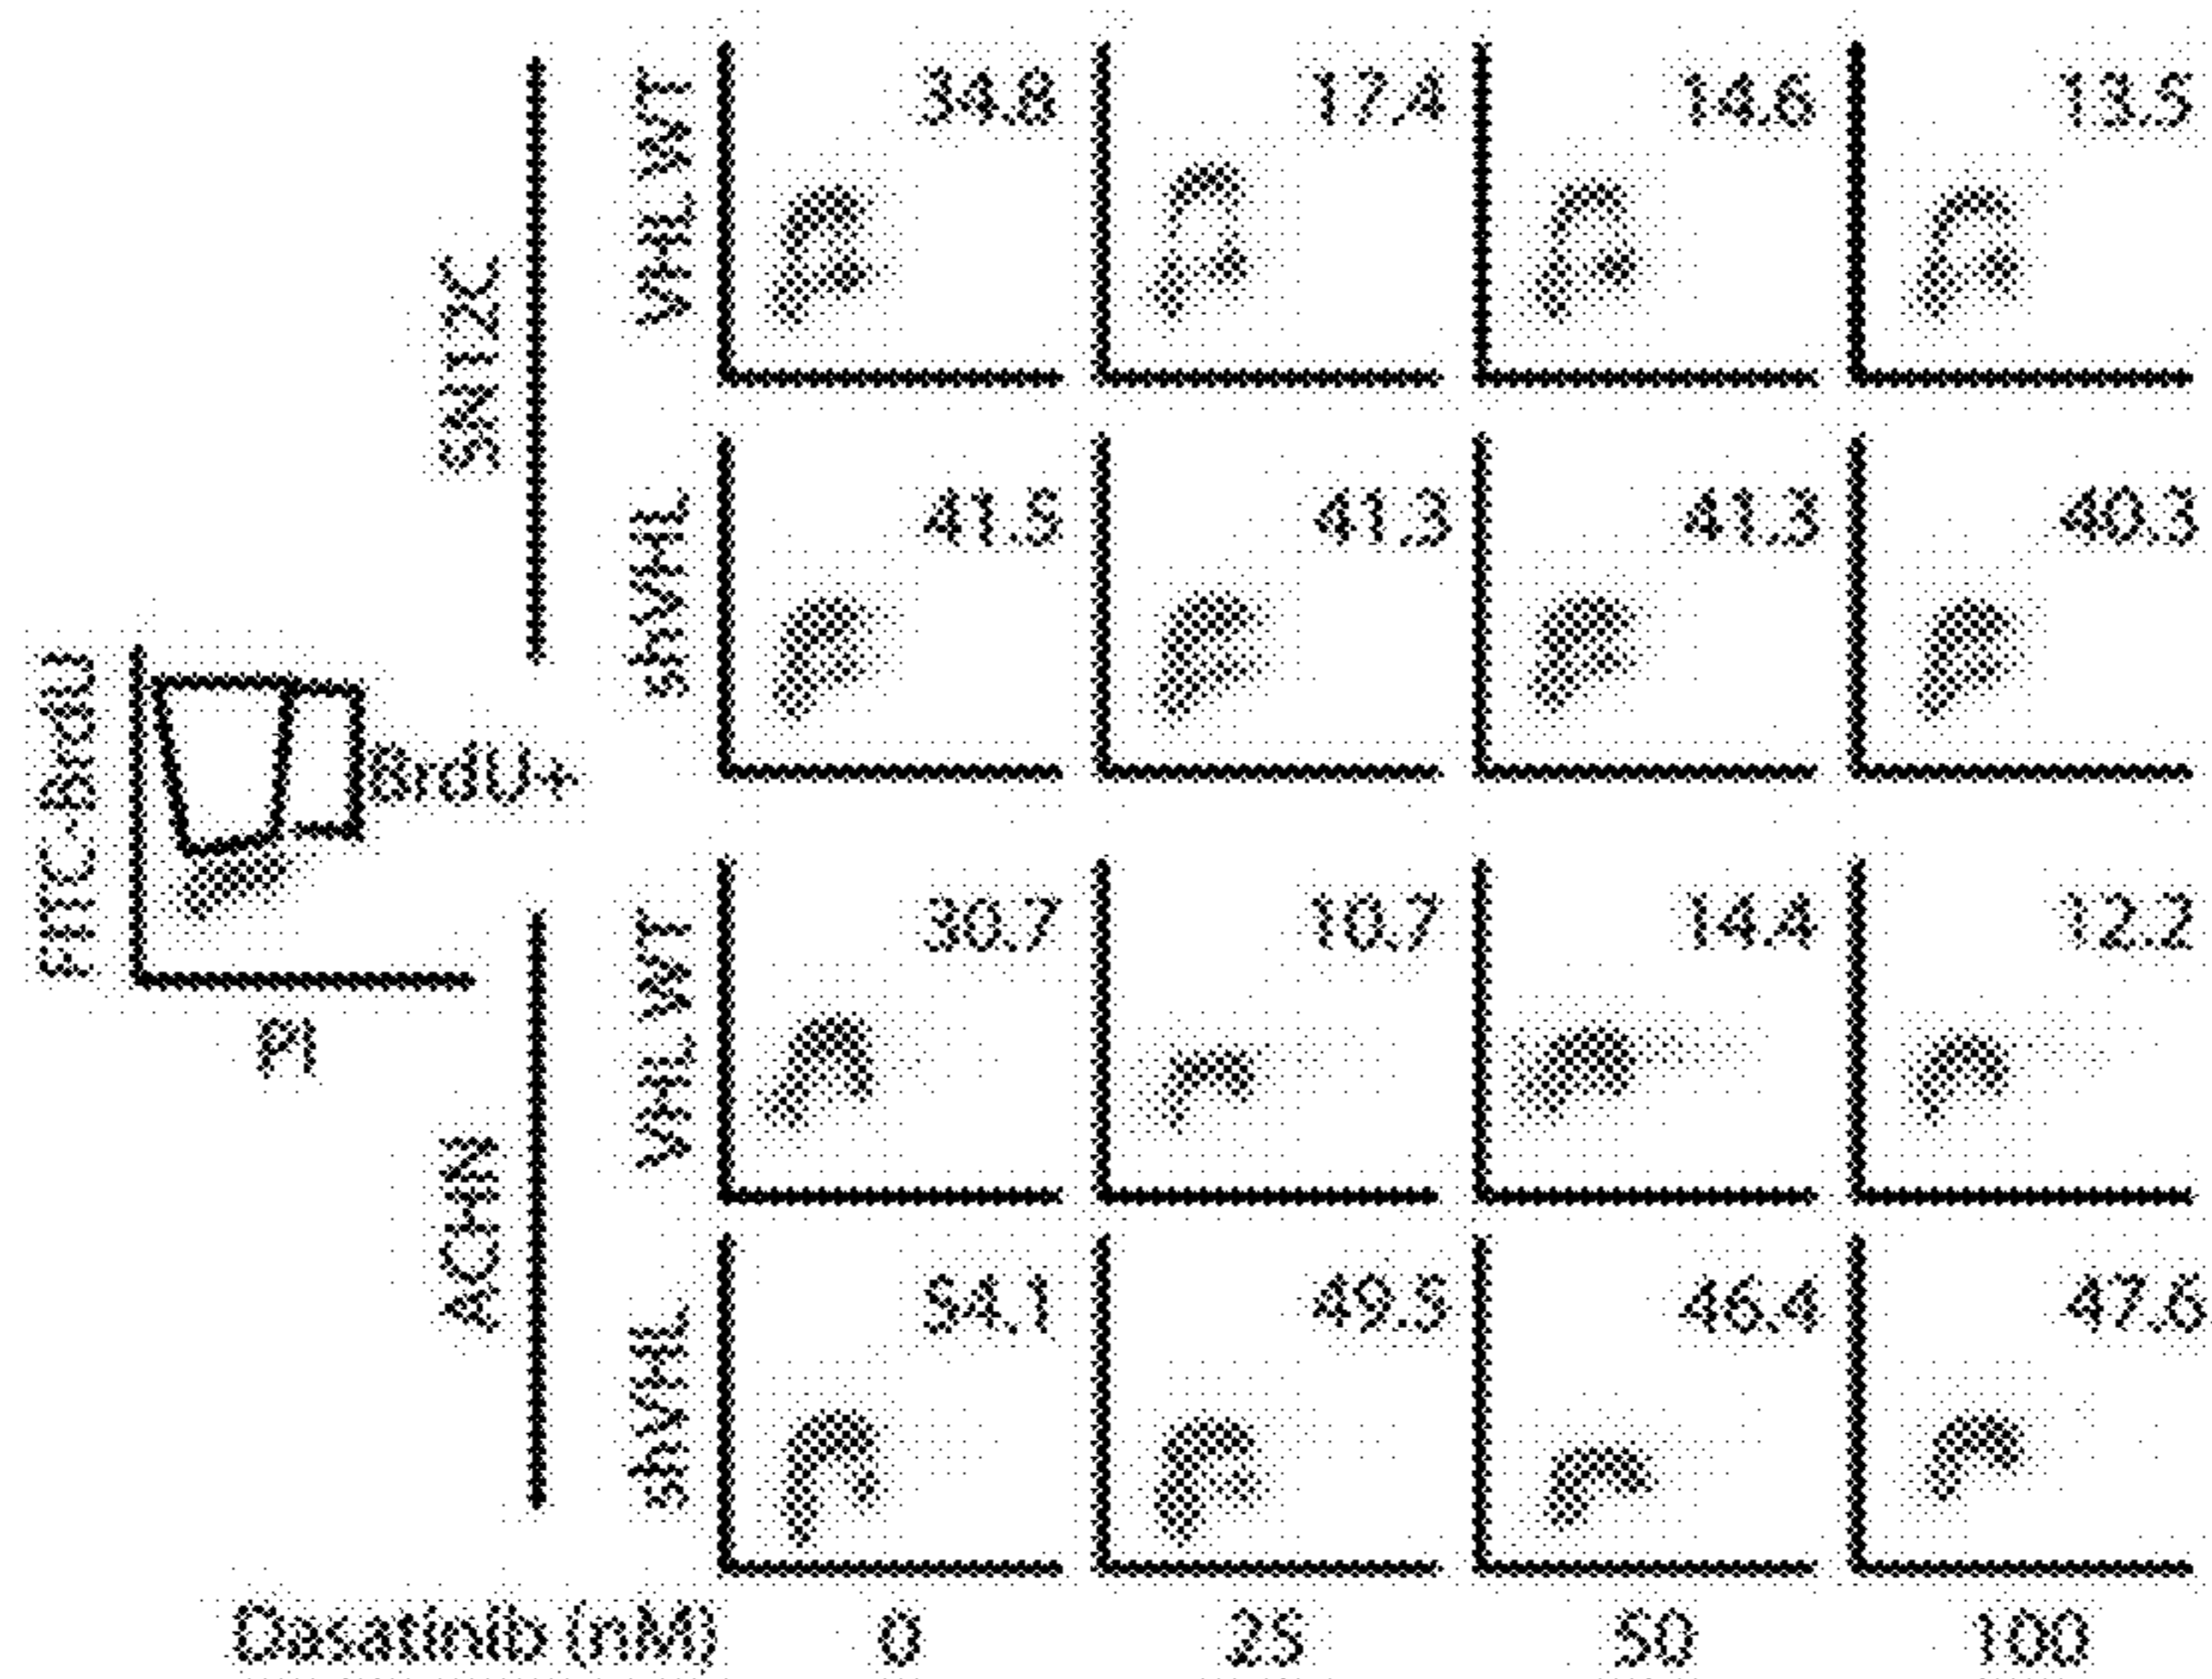 SN12C
VHL WT
34.8 17.4 14.6 13.5
shVHL
41.5 41.3 41.3 40.3
FITC-BrdU
BrdU+
PI
ACHN
VHL WT
30.7 10.7 14.4 12.2
shVHL
54.1 49.5 46.4 47.6
Dasatinib (nM) 0 25 50 100